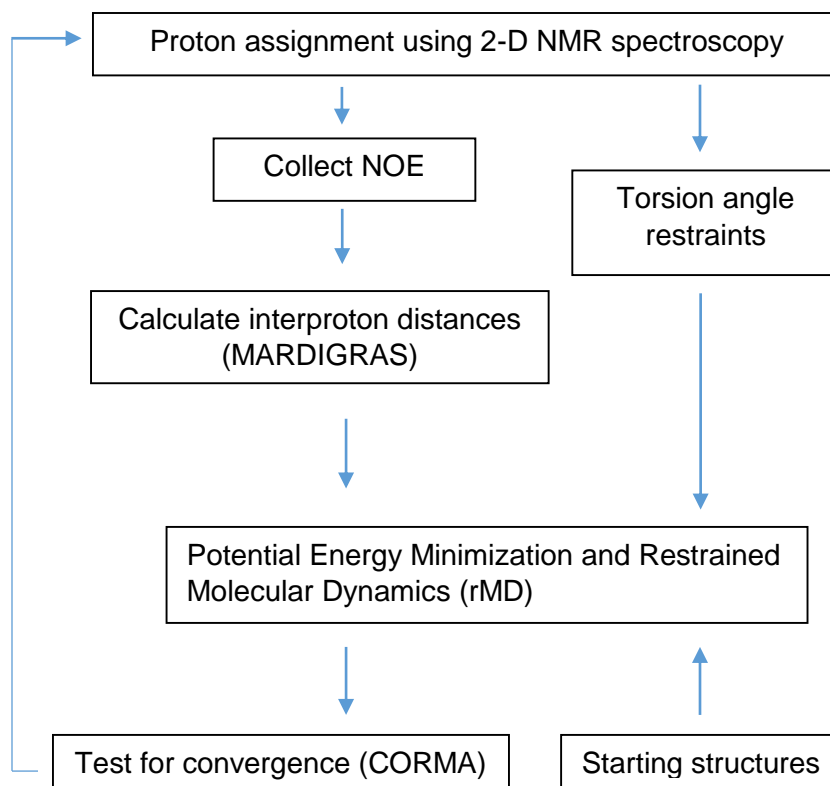 Proton assignment using 2-D NMR spectroscopy
Collect NOE
Torsion angle
restraints
Calculate interproton distances
(MARDIGRAS)
Potential Energy Minimization and Restrained
Molecular Dynamics (rMD)
Test for convergence (CORMA)
Starting structures